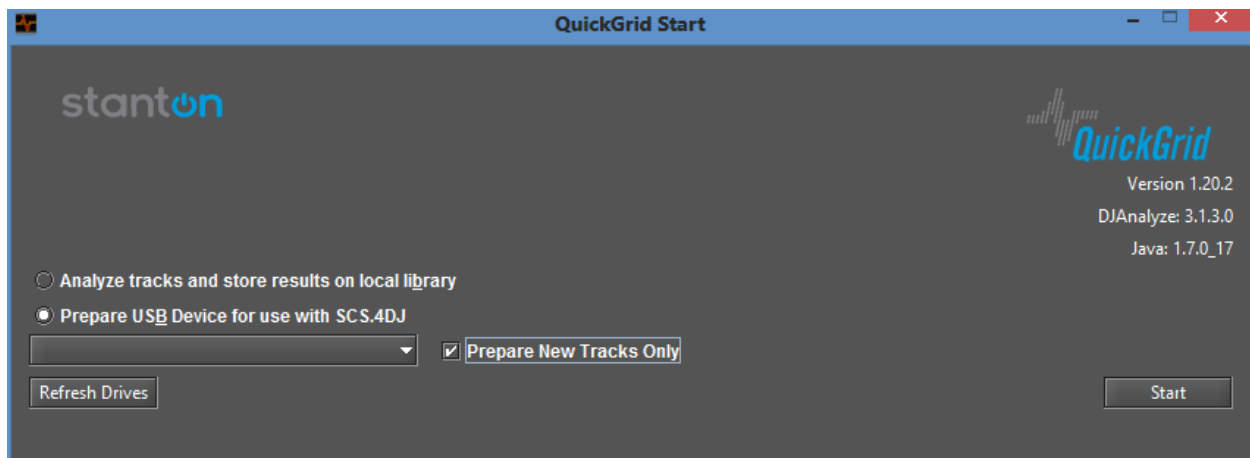 QuickGrid Start
stanton
QuickGrid
Version 1.20.2
DJAnalyze: 3.1.3.0
Java: 1.7.0_17
Analyze tracks and store results on local library
Prepare USB Device for use with SCS.4DJ
Prepare New Tracks Only
Refresh Drives
Start